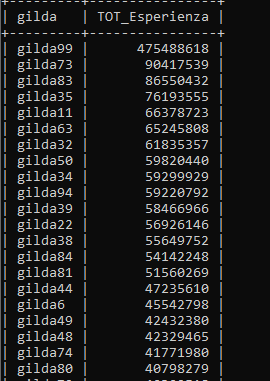 | gilda | TOT_Esperienza |
| gilda99 | 475488618 |
| gilda73 | 90417539 |
| gilda83 | 86550432 |
| gilda35 | 76193555 |
| gilda11 | 66378723 |
| gilda63 | 65245808 |
| gilda32 | 61835357 |
| gilda50 | 59820440 |
| gilda34 | 59299929 |
| gilda94 | 59220792 |
| gilda39 | 58466966 |
| gilda22 | 56926146 |
| gilda38 | 55649752 |
| gilda84 | 54142248 |
| gilda81 | 51560269 |
| gilda44 | 47235610 |
| gilda6 | 45542798 |
| gilda49 | 42432380 |
| gilda48 | 42329465 |
| gilda74 | 41771980 |
| gilda80 | 40798279 |